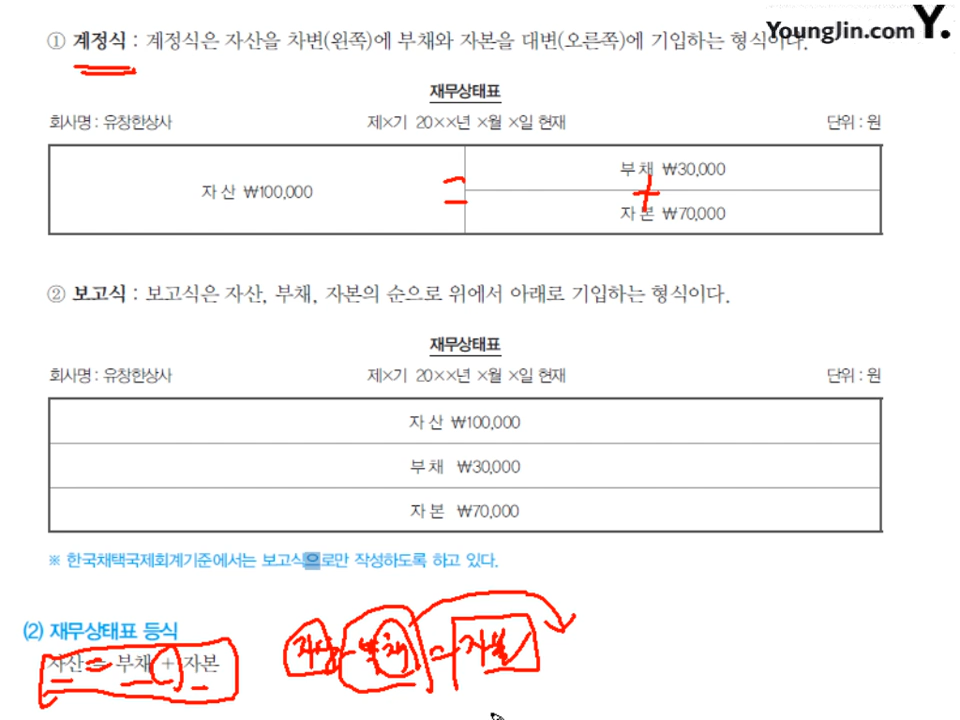 YoungJin.com Y.
① 계정식 : 계정식은 자산을 차변(왼쪽)에 부채와 자본을 대변(오른쪽)에 기입하는 형식이다.
재무상태표
회사명 : 유창한상사 제×기 20××년 ×월 ×일 현재 단위 : 원
자 산 ₩100,000
부 채 ₩30,000
= +
자 본 ₩70,000
② 보고식 : 보고식은 자산, 부채, 자본의 순으로 위에서 아래로 기입하는 형식이다.
재무상태표
회사명 : 유창한상사 제×기 20××년 ×월 ×일 현재 단위 : 원
자 산 ₩100,000
부 채 ₩30,000
자 본 ₩70,000
※ 한국채택국제회계기준에서는 보고식으로만 작성하도록 하고 있다.
(2) 재무상태표 등식
자산 = 부채 + 자본
자산 - 부채 = 자본